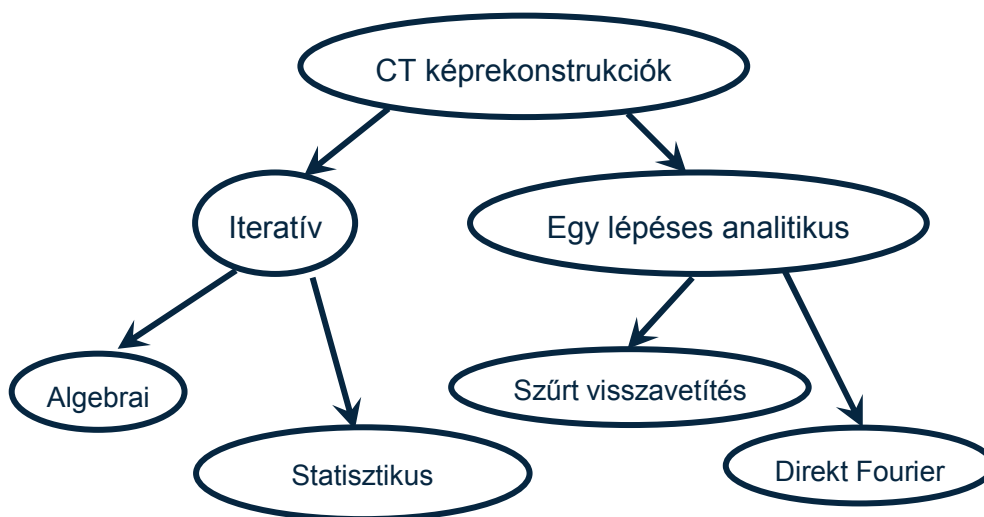 CT képrekonstrukciók
Iteratív
Egy lépéses analitikus
Algebrai
Szűrt visszavetítés
Statisztikus
Direkt Fourier